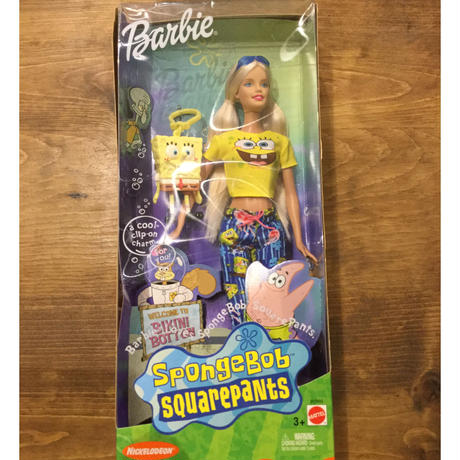 Barbie
Barbie
a cool
clip-on
charm
FOR
YOU!
WELCOME TO
BIKINI
BOTTOM
Barbie Loves SpongeBob SquarePants.
SpongeBob
SQUAREPANTS
3+
MATTEL
NICKELODEON
WARNING: